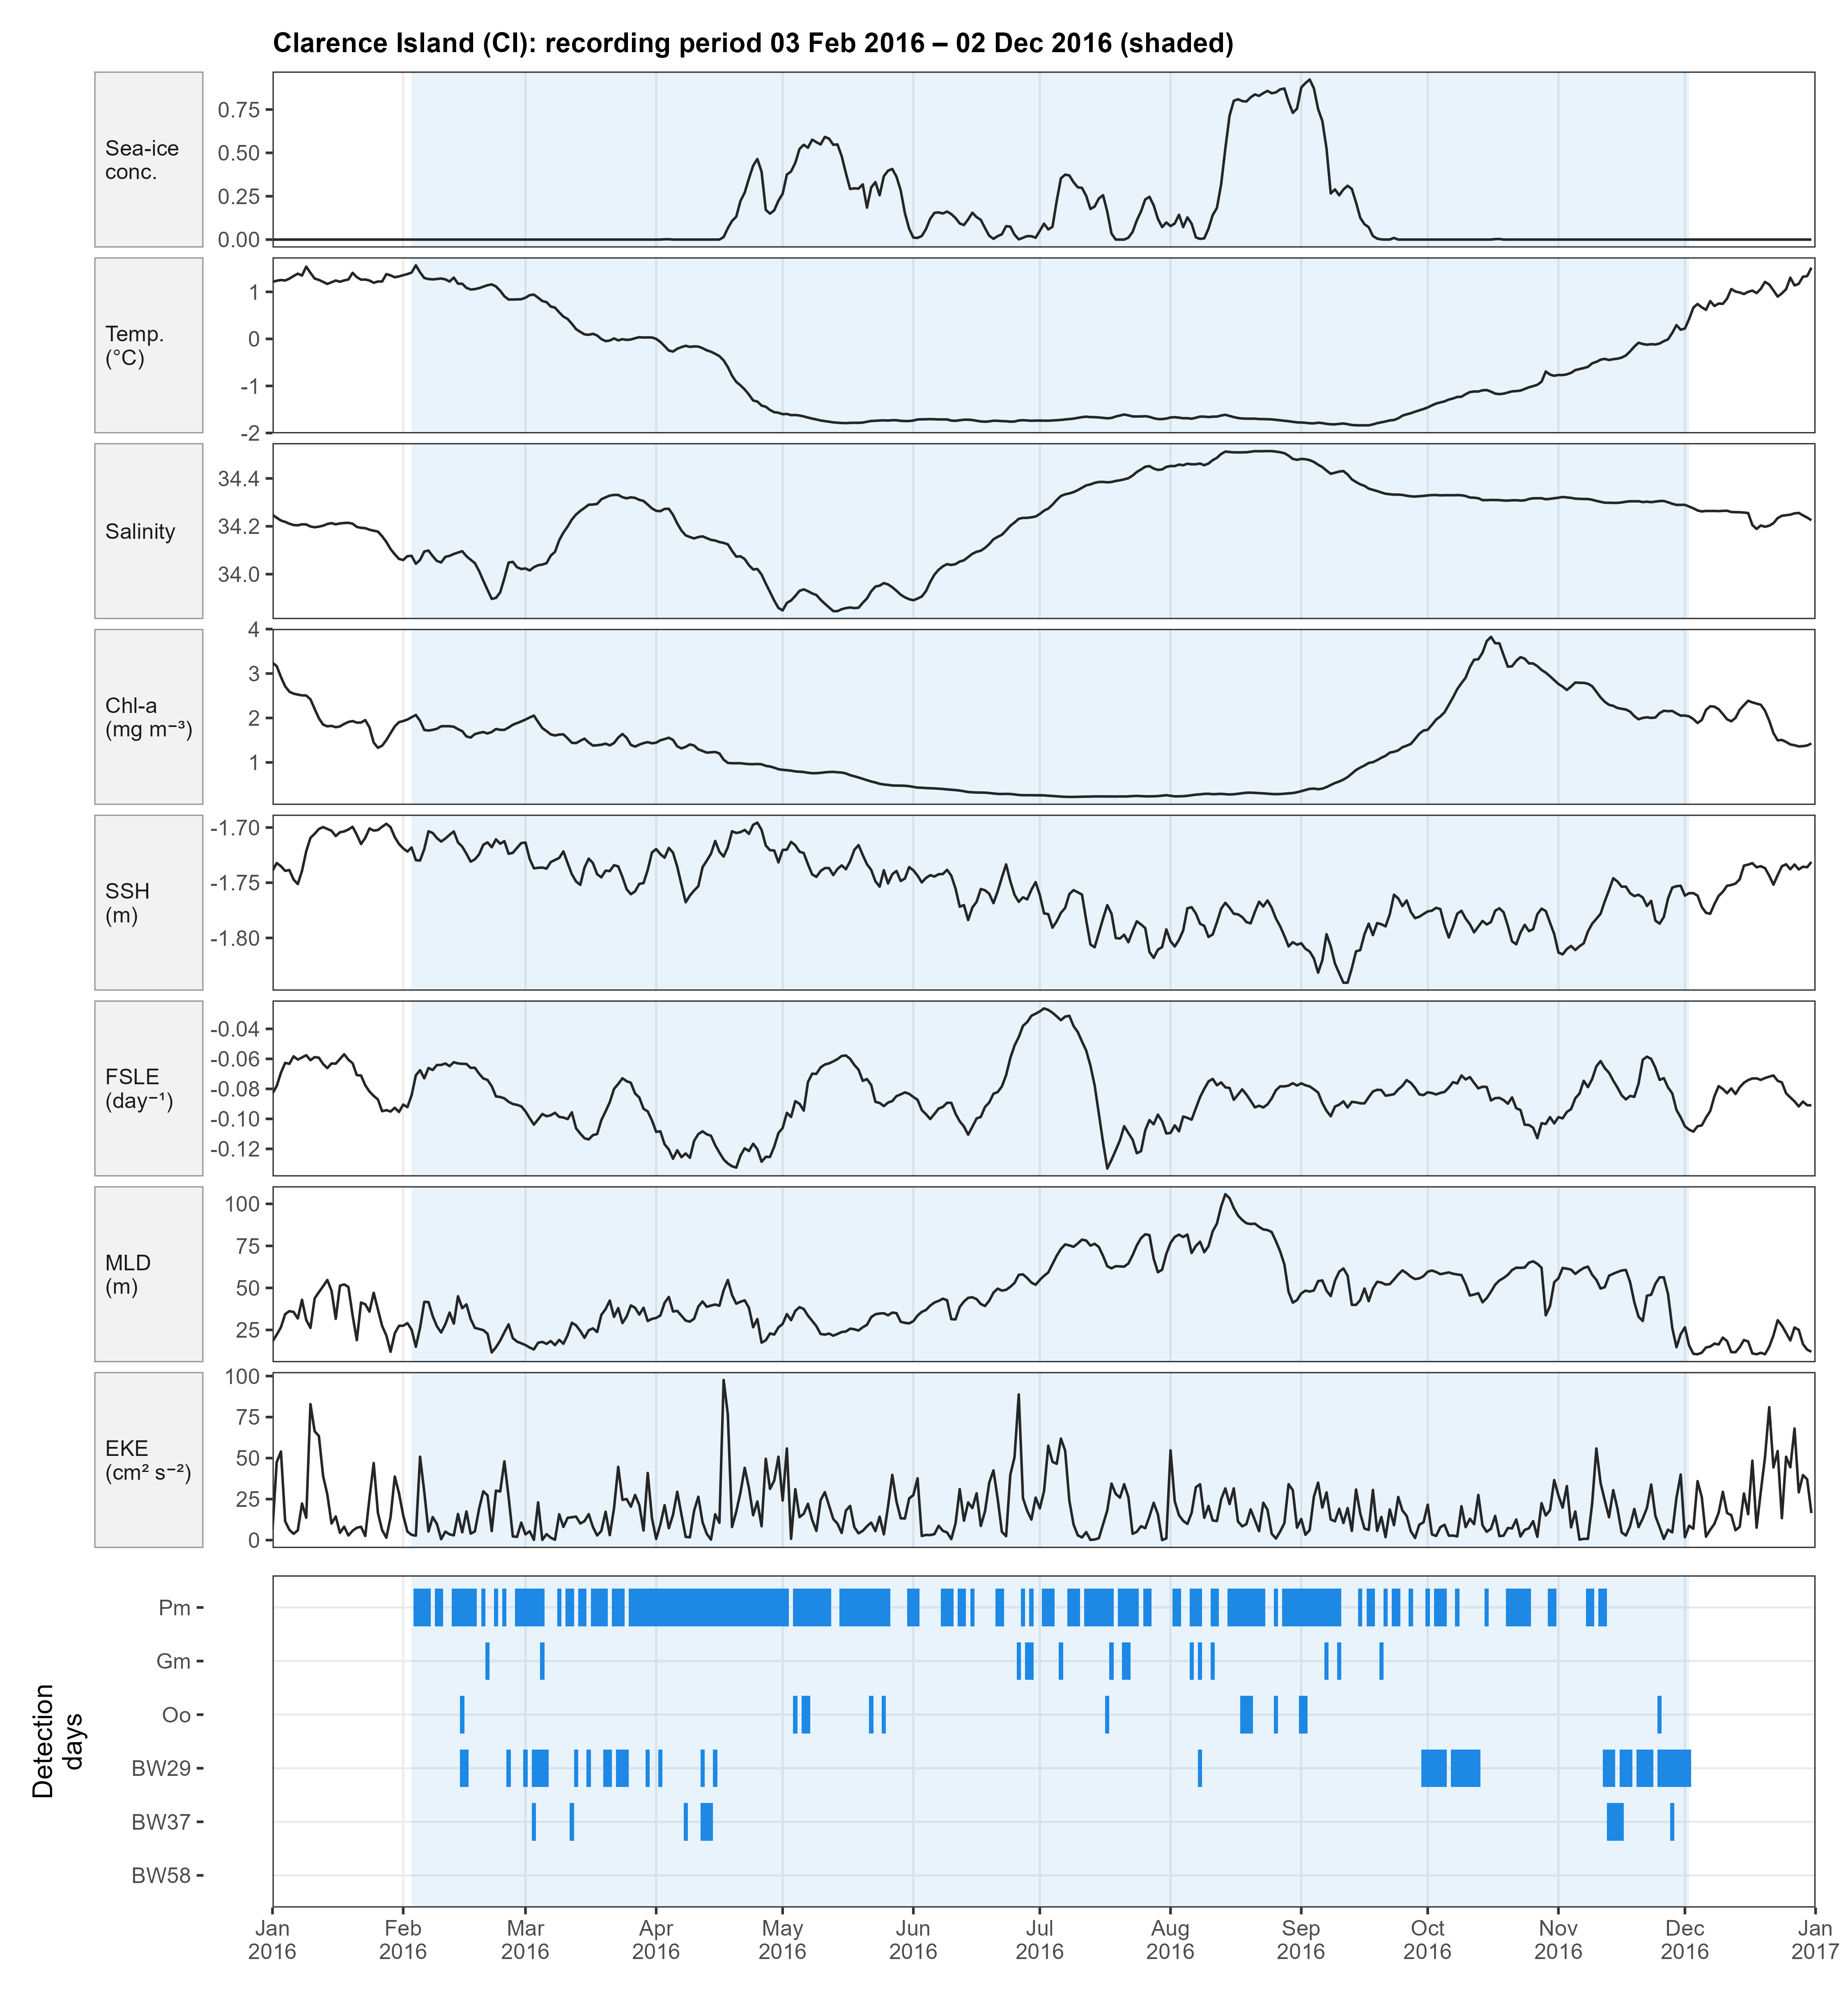 Clarence Island (CI): recording period 03 Feb 2016 – 02 Dec 2016 (shaded)
Sea-ice
conc.
0.75
0.50
0.25
0.00
Temp.
(°C)
1
0
-1
-2
Salinity
34.4
34.2
34.0
Chl-a
(mg m⁻³)
4
3
2
1
SSH
(m)
-1.70
-1.75
-1.80
FSLE
(day⁻¹)
-0.04
-0.06
-0.08
-0.10
-0.12
MLD
(m)
100
75
50
25
EKE
(cm² s⁻²)
100
75
50
25
0
Detection
days
Pm
Gm
Oo
BW29
BW37
BW58
Jan Feb Mar Apr May Jun Jul Aug Sep Oct Nov Dec Jan
2016 2016 2016 2016 2016 2016 2016 2016 2016 2016 2016 2016 2017